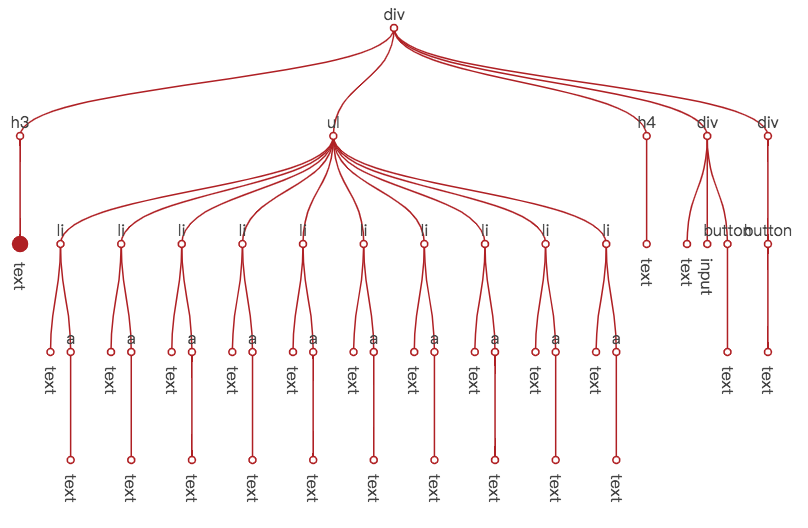 div
h3 ul h4 div div
li li li li li li li li li li button button
text text text input
a a a a a a a a a a
text text text text text text text text text text text text
text text text text text text text text text text